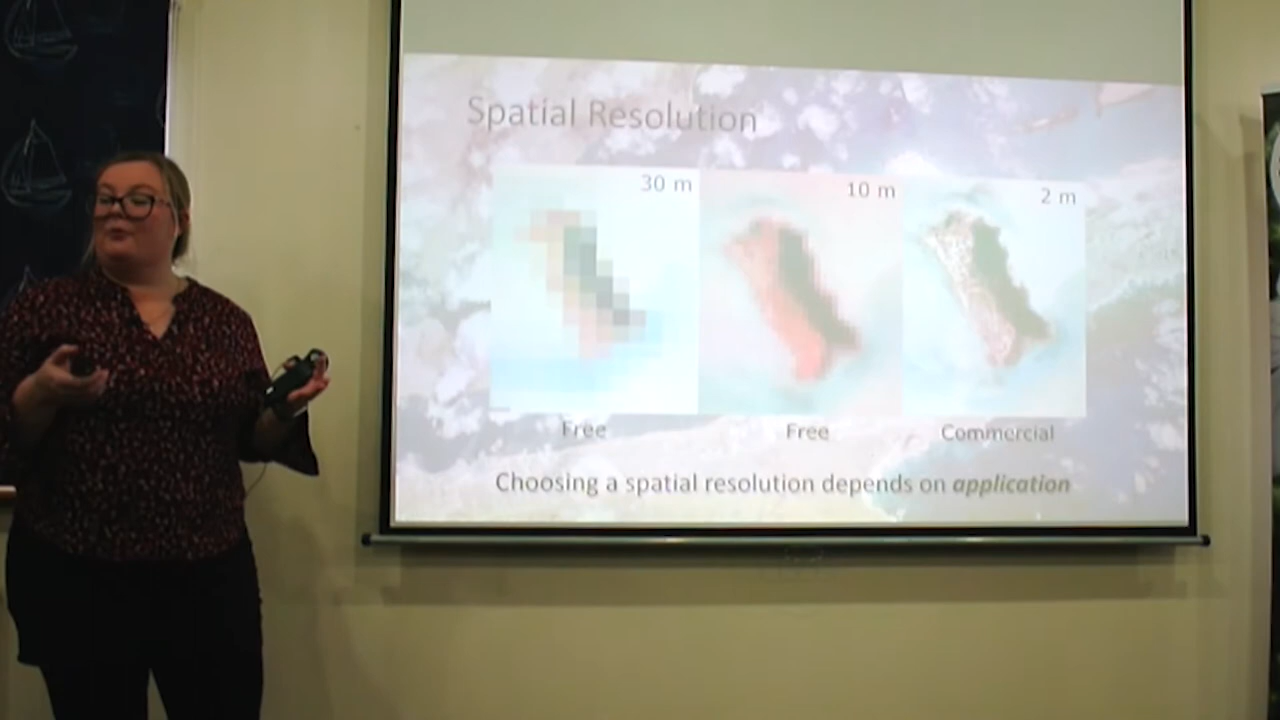 Spatial Resolution
30 m
10 m
2 m
Free
Free
Commercial
Choosing a spatial resolution depends on application